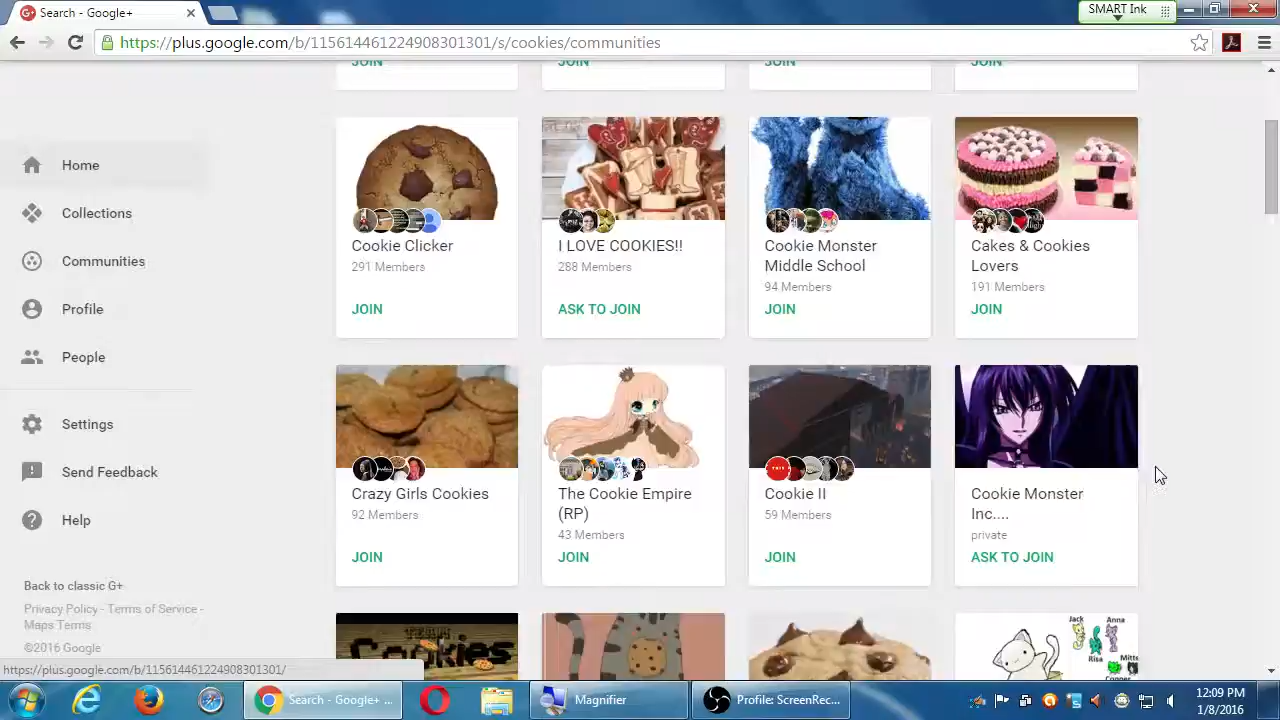 Search - Google+
SMART Ink
https://plus.google.com/b/115614461224908301301/s/cookies/communities
JOIN JOIN JOIN JOIN
Home
Collections
Communities
Profile
People
Settings
Send Feedback
Help
Back to classic G+
Privacy Policy - Terms of Service -
Maps Terms
©2016 Google
Cookie Clicker
291 Members
JOIN
I LOVE COOKIES!!
288 Members
ASK TO JOIN
Cookie Monster
Middle School
94 Members
JOIN
Cakes & Cookies
Lovers
191 Members
JOIN
Crazy Girls Cookies
92 Members
JOIN
The Cookie Empire
(RP)
43 Members
JOIN
Cookie II
59 Members
JOIN
Cookie Monster
Inc....
private
ASK TO JOIN
Cookies
Jack
Anna
Risa
https://plus.google.com/b/115614461224908301301/
Search - Google+ ...
Magnifier
Profile: ScreenRec...
12:09 PM
1/8/2016